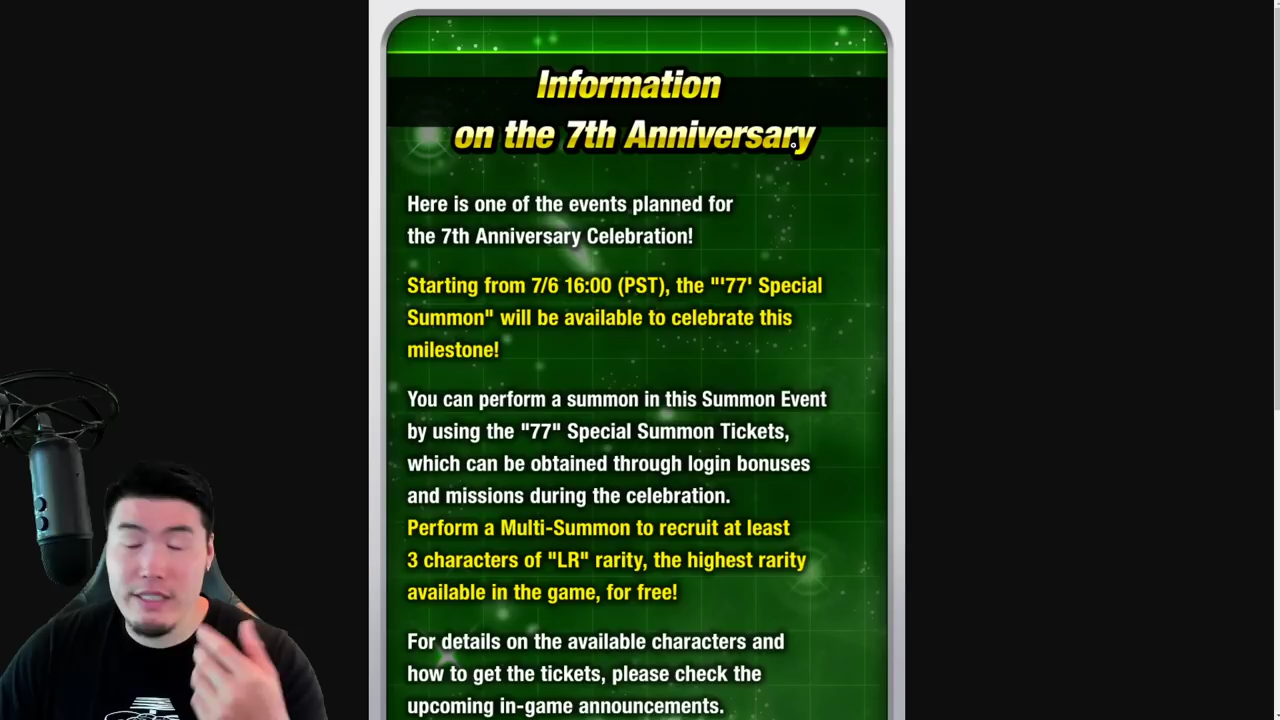 Information
on the 7th Anniversary
Here is one of the events planned for
the 7th Anniversary Celebration!
Starting from 7/6 16:00 (PST), the "'77' Special
Summon" will be available to celebrate this
milestone!
You can perform a summon in this Summon Event
by using the "77" Special Summon Tickets,
which can be obtained through login bonuses
and missions during the celebration.
Perform a Multi-Summon to recruit at least
3 characters of "LR" rarity, the highest rarity
available in the game, for free!
For details on the available characters and
how to get the tickets, please check the
upcoming in-game announcements.